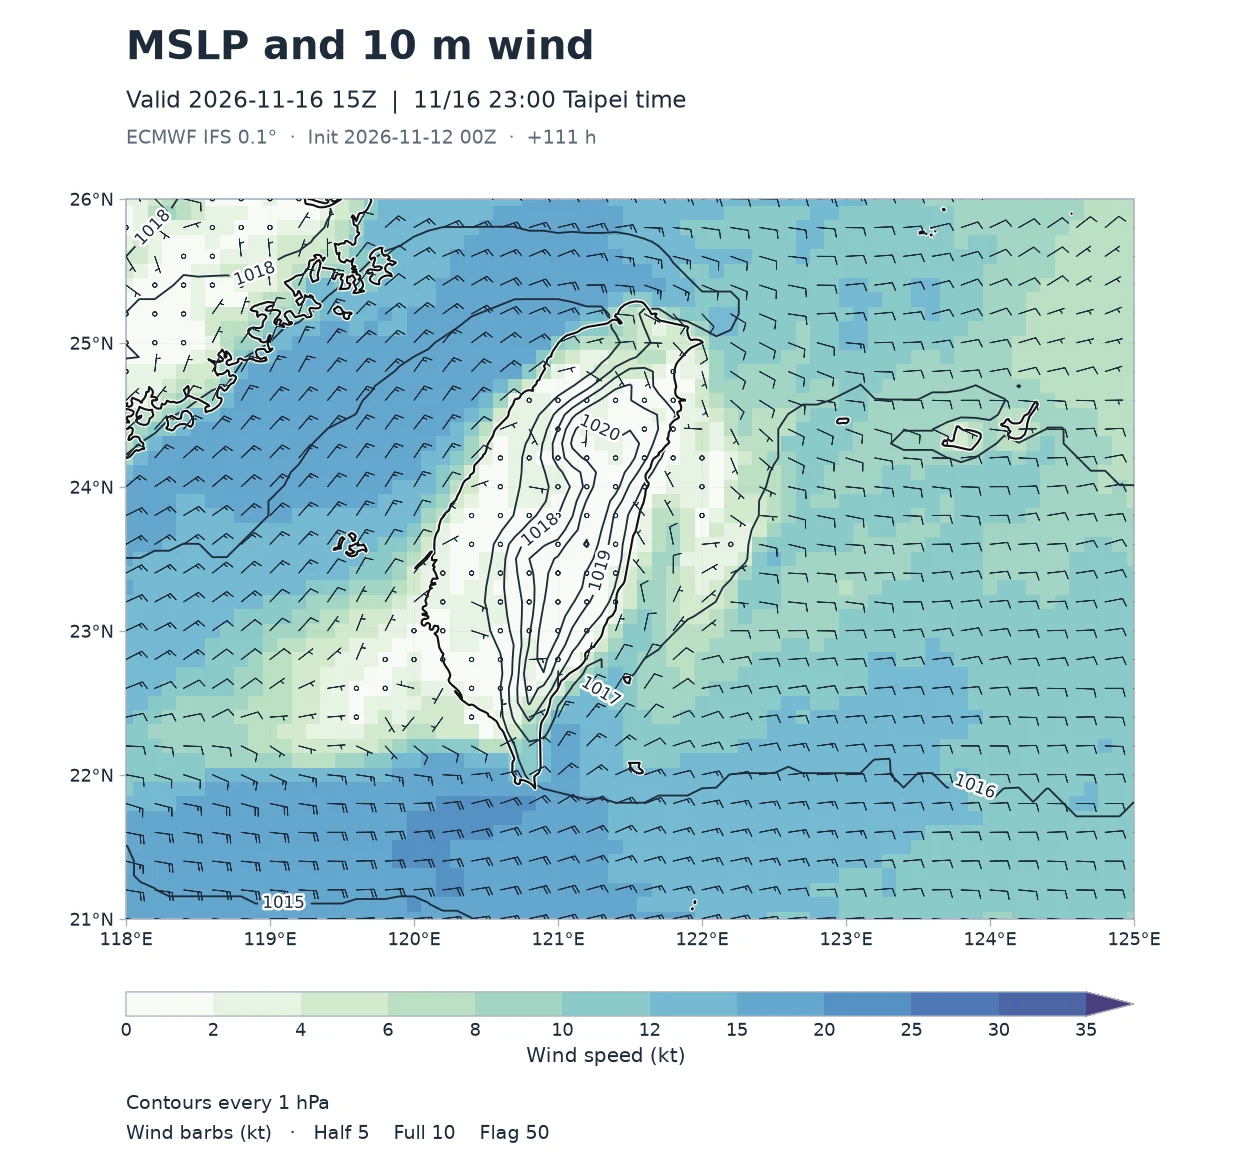 MSLP and 10 m wind
Valid 2026-11-16 15Z | 11/16 23:00 Taipei time
ECMWF IFS 0.1° · Init 2026-11-12 00Z · +111 h
26°N
25°N
24°N
23°N
22°N
21°N
1018
1018
1020
1018
1019
1017
1016
1015
118°E 119°E 120°E 121°E 122°E 123°E 124°E 125°E
0 2 4 6 8 10 12 15 20 25 30 35
Wind speed (kt)
Contours every 1 hPa
Wind barbs (kt) · Half 5 Full 10 Flag 50